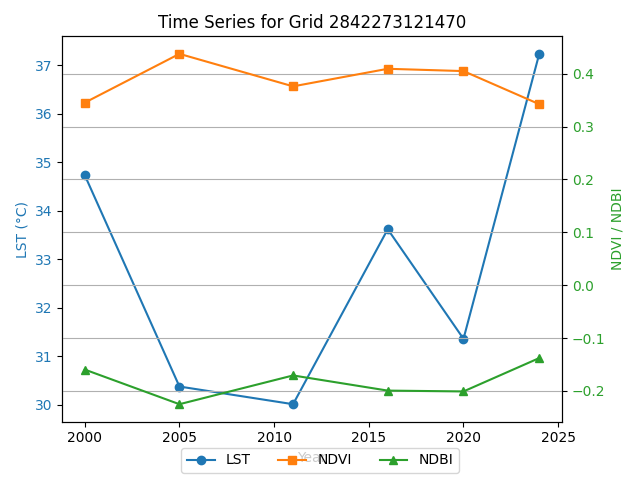 Time Series for Grid 2842273121470
LST (°C)
37
36
35
34
33
32
31
30
0.4
0.3
0.2
0.1
0.0
−0.1
−0.2
NDVI / NDBI
2000 2005 2010 2015 2020 2025
Year
LST NDVI NDBI